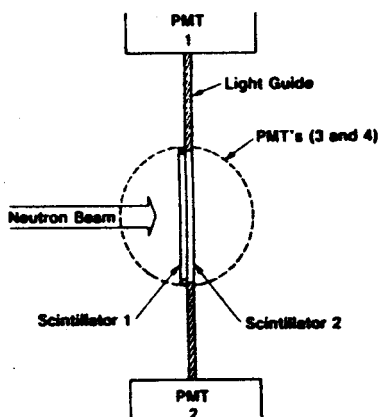 PMT
1
Light Guide
PMT's (3 and 4)
Neutron Beam
Scintillator 1
Scintillator 2
PMT
2